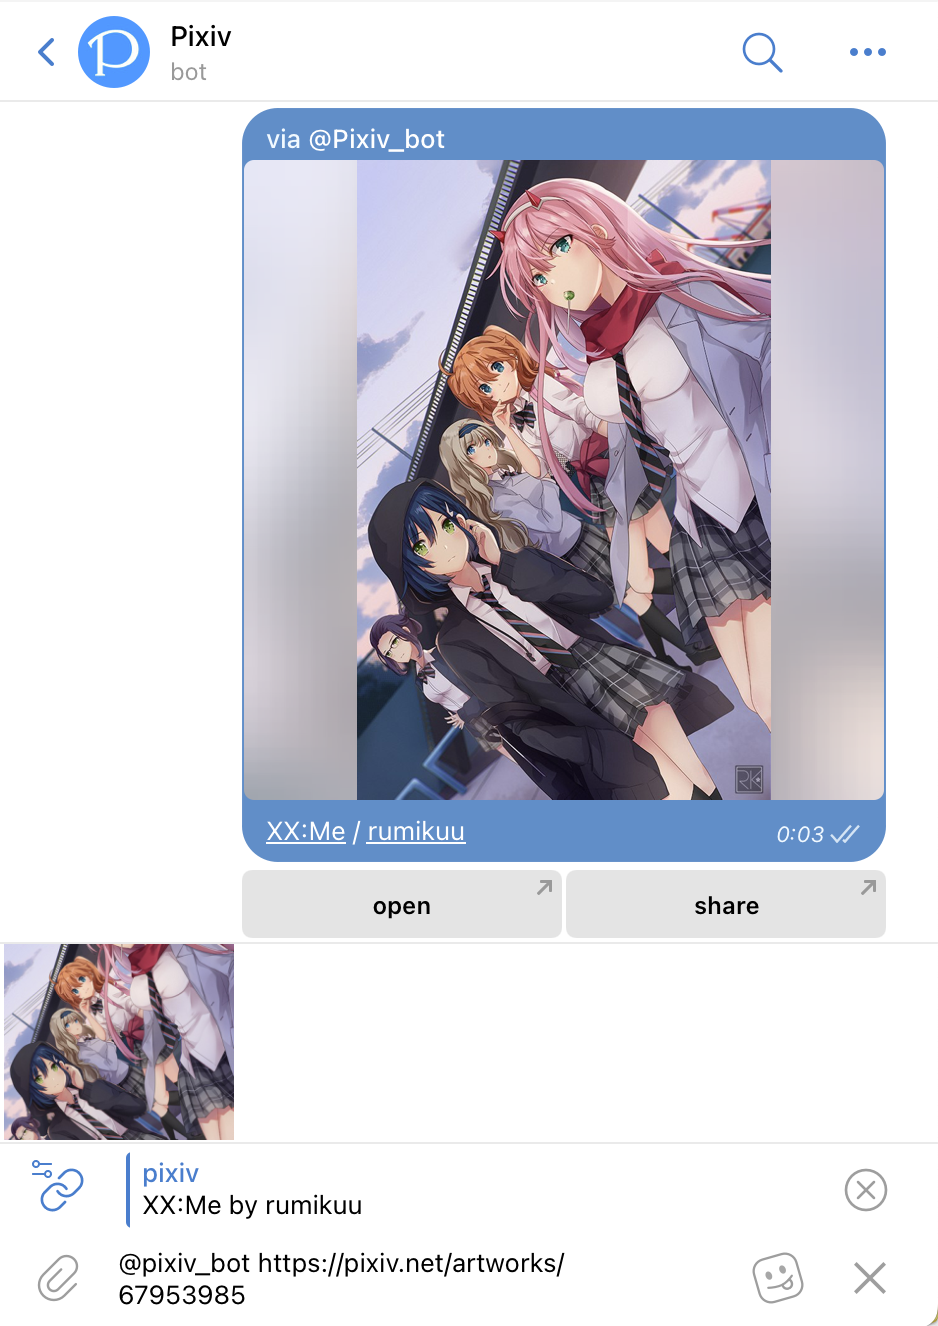 Pixiv
bot
via @Pixiv_bot
RK
XX:Me / rumikuu
0:03
open
share
pixiv
XX:Me by rumikuu
@pixiv_bot https://pixiv.net/artworks/
67953985